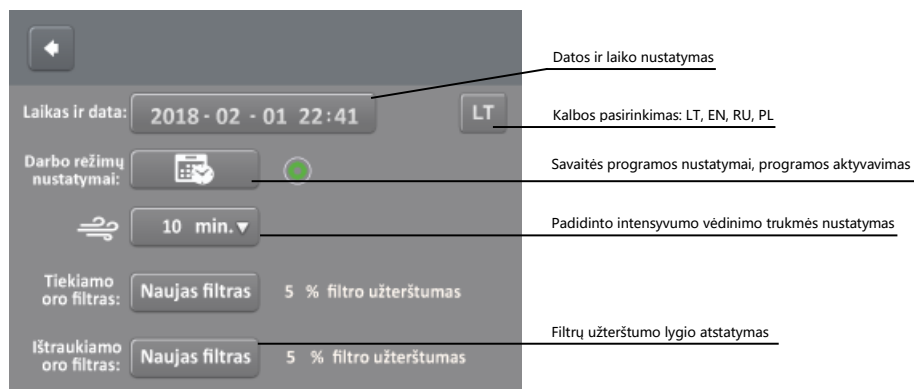 Datos ir laiko nustatymas
Laikas ir data:
2018 - 02 - 01 22:41
LT
Kalbos pasirinkimas: LT, EN, RU, PL
Darbo režimų
nustatymai:
Savaitės programos nustatymai, programos aktyvavimas
10 min.▼
Padidinto intensyvumo vėdinimo trukmės nustatymas
Tiekiamo
oro filtras:
Naujas filtras
5 % filtro užterštumas
Filtrų užterštumo lygio atstatymas
Ištraukiamo
oro filtras:
Naujas filtras
5 % filtro užterštumas